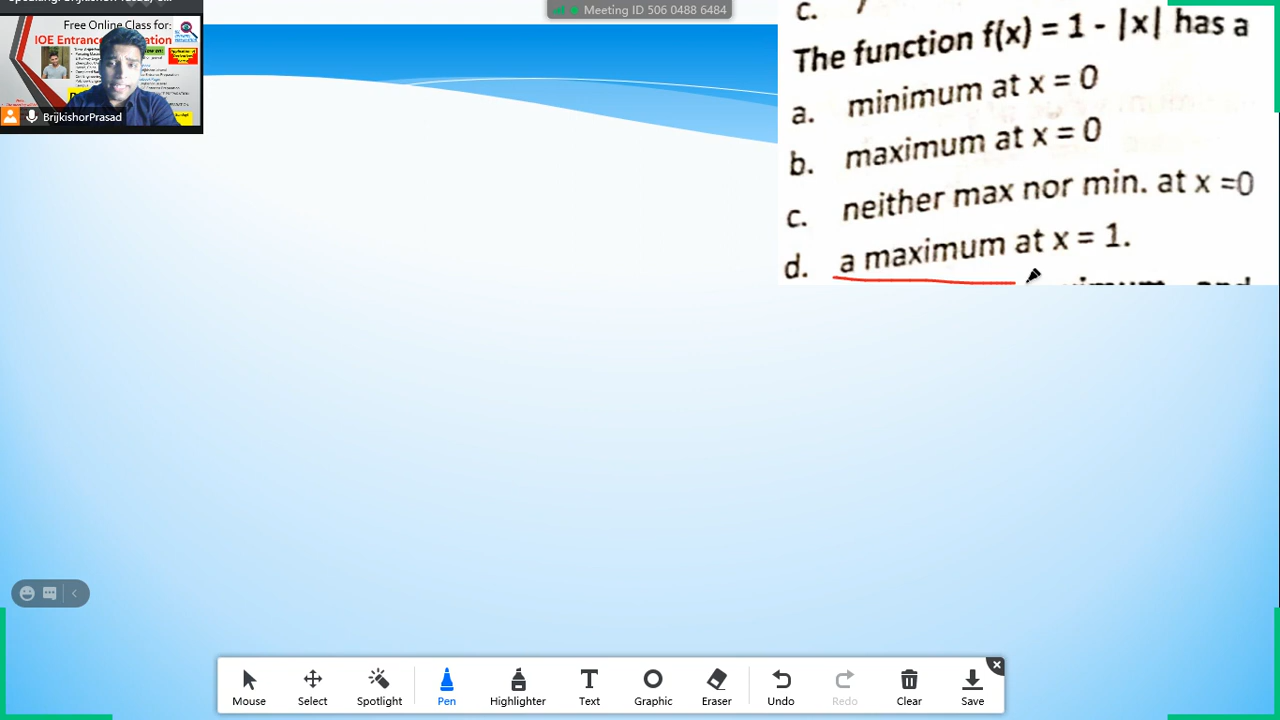 Meeting ID 506 0488 6484
Free Online Class for:
IOE Entrance
BrijkishorPrasad
c.
The function f(x) = 1 - |x| has a
a. minimum at x = 0
b. maximum at x = 0
c. neither max nor min. at x =0
d. a maximum at x = 1.
Mouse
Select
Spotlight
Pen
Highlighter
Text
Graphic
Eraser
Undo
Redo
Clear
Save